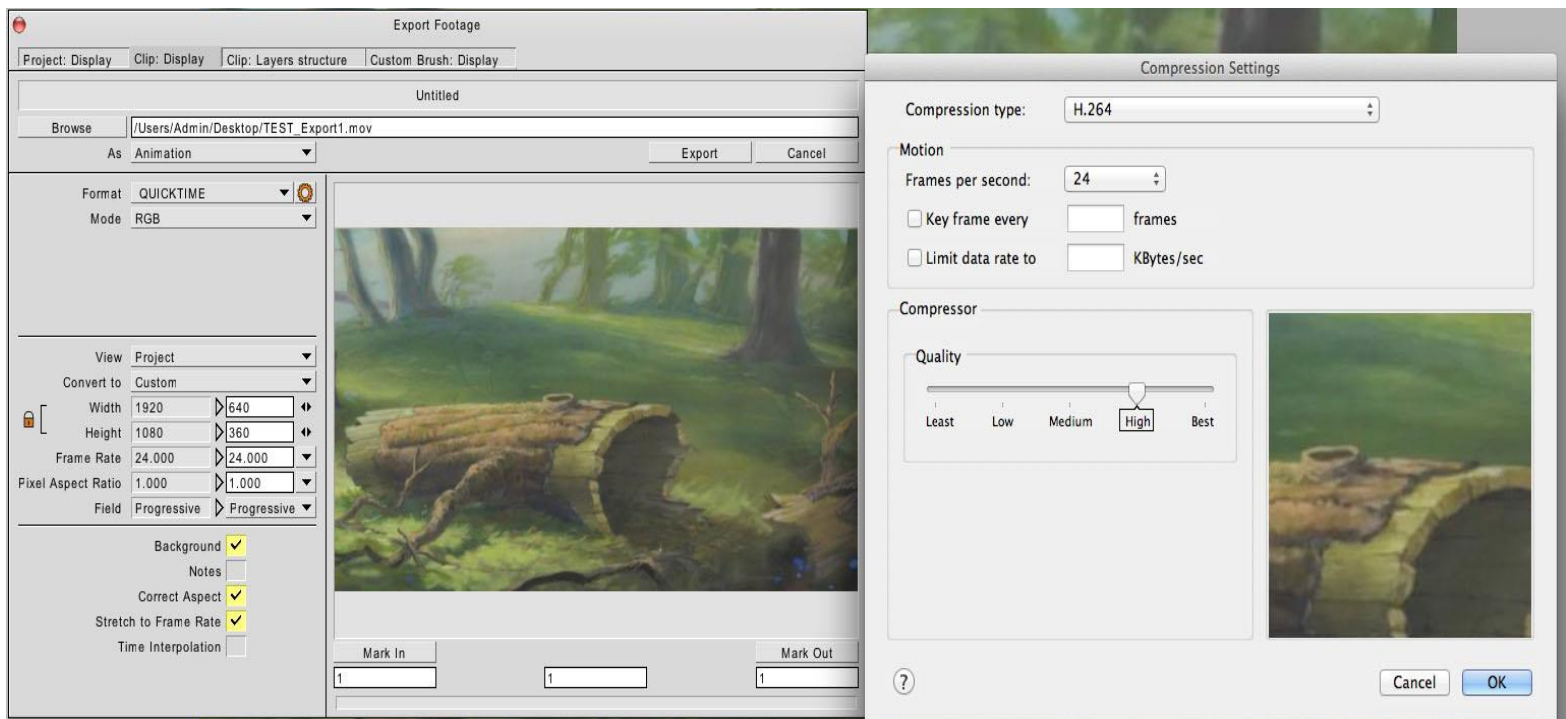 Export Footage
Project: Display Clip: Display Clip: Layers structure Custom Brush: Display
Untitled
Browse /Users/Admin/Desktop/TEST_Export1.mov
As Animation Export Cancel
Format QUICKTIME
Mode RGB
View Project
Convert to Custom
Width 1920 640
Height 1080 360
Frame Rate 24.000 24.000
Pixel Aspect Ratio 1.000 1.000
Field Progressive Progressive
Background
Notes
Correct Aspect
Stretch to Frame Rate
Time Interpolation
Mark In Mark Out
1 1 1
Compression Settings
Compression type: H.264
Motion
Frames per second: 24
Key frame every frames
Limit data rate to KBytes/sec
Compressor
Quality
Least Low Medium High Best
? Cancel OK